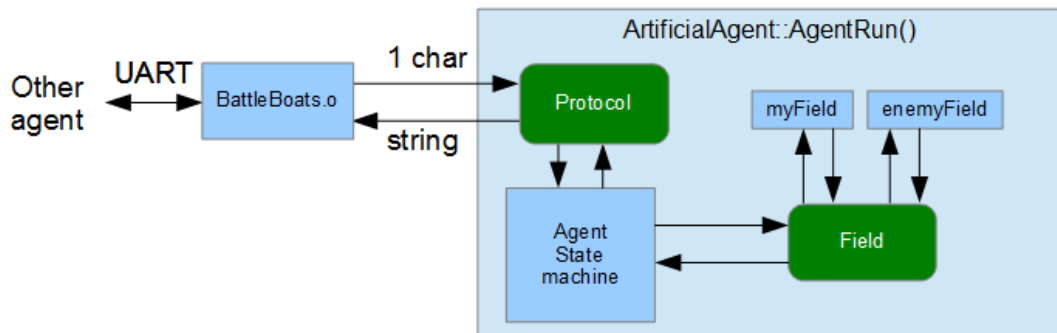 ArtificialAgent::AgentRun()
Other
agent
UART
BattleBoats.o
1 char
string
Protocol
myField
enemyField
Agent
State
machine
Field